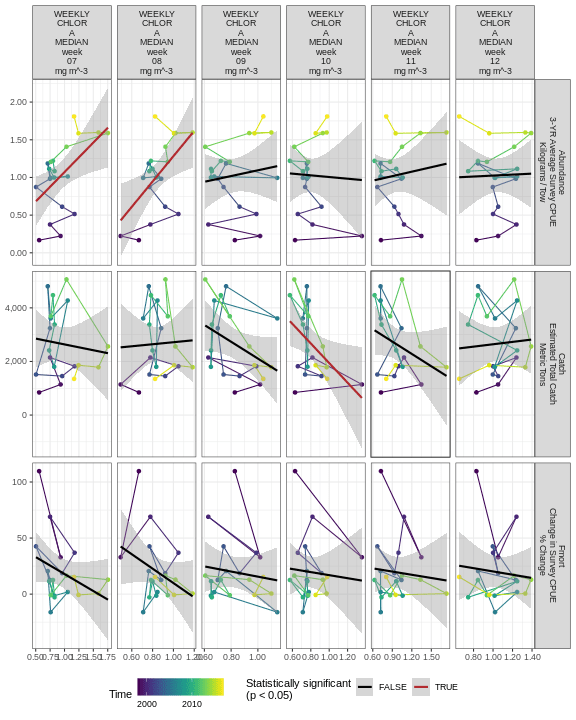 WEEKLY
CHLOR
A
MEDIAN
week
07
mg m^-3
WEEKLY
CHLOR
A
MEDIAN
week
08
mg m^-3
WEEKLY
CHLOR
A
MEDIAN
week
09
mg m^-3
WEEKLY
CHLOR
A
MEDIAN
week
10
mg m^-3
WEEKLY
CHLOR
A
MEDIAN
week
11
mg m^-3
WEEKLY
CHLOR
A
MEDIAN
week
12
mg m^-3
2.00
1.50
1.00
0.50
0.00
Abundance
3-YR Average Survey CPUE
Kilograms / Tow
4,000
2,000
0
Catch
Estimated Total Catch
Metric Tons
100
50
0
Fmort
Change in Survey CPUE
% Change
0.50 0.75 1.00 1.25 1.50 1.75
0.60 0.80 1.00 1.20
0.60 0.80 1.00
0.60 0.80 1.00 1.20
0.60 0.90 1.20 1.50
0.80 1.00 1.20 1.40
Time
2000 2010
Statistically significant
(p < 0.05)
FALSE
TRUE